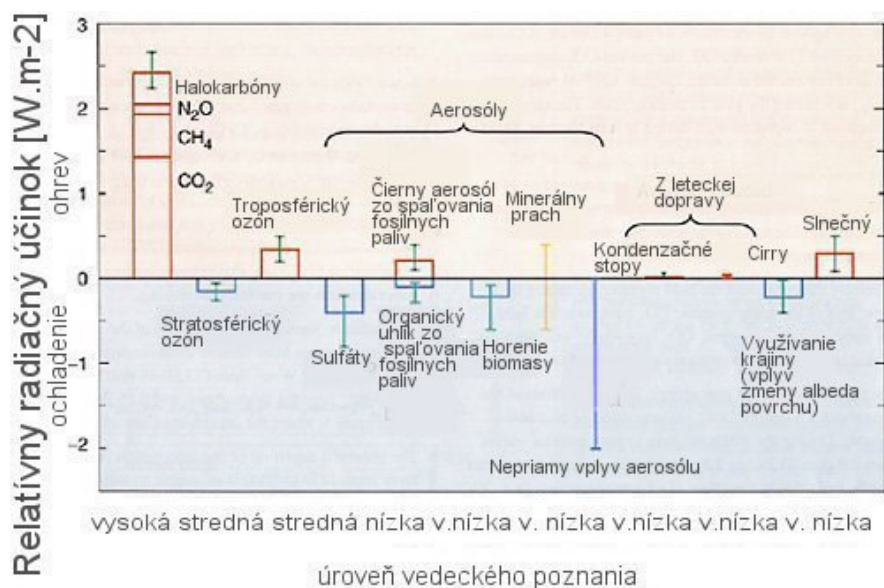 Relatívny radiačný účinok [W.m-2]
ochladenie
ohrev
3
2
1
0
–1
–2
Halokarbóny
N2O
CH4
CO2
Troposférický
ozón
Stratosférický
ozón
Aerosóly
Sulfáty
Čierny aerosól
zo spaľovania
fosílnych
palív
Organický
uhlík zo
spaľovania
fosílnych
palív
Horenie
biomasy
Minerálny
prach
Nepriamy vplyv aerosólu
Z leteckej
dopravy
Kondenzačné
stopy
Cirry
Slnečný
Využívanie
krajiny
(vplyv
zmeny albeda
povrchu)
vysoká stredná stredná nízka v.nízka v. nízka v.nízka v.nízka v. nízka
úroveň vedeckého poznania